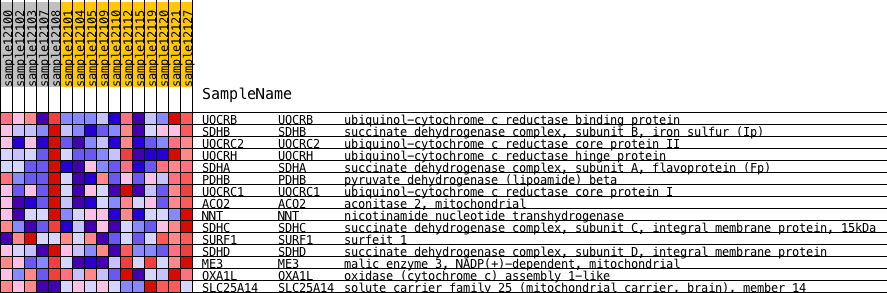 sample12100
sample12102
sample12103
sample12107
sample12108
sample12101
sample12104
sample12105
sample12109
sample12110
sample12112
sample12115
sample12119
sample12120
sample12121
sample12127
SampleName
UQCRB UQCRB ubiquinol-cytochrome c reductase binding protein
SDHB SDHB succinate dehydrogenase complex, subunit B, iron sulfur (Ip)
UQCRC2 UQCRC2 ubiquinol-cytochrome c reductase core protein II
UQCRH UQCRH ubiquinol-cytochrome c reductase hinge protein
SDHA SDHA succinate dehydrogenase complex, subunit A, flavoprotein (Fp)
PDHB PDHB pyruvate dehydrogenase (lipoamide) beta
UQCRC1 UQCRC1 ubiquinol-cytochrome c reductase core protein I
ACO2 ACO2 aconitase 2, mitochondrial
NNT NNT nicotinamide nucleotide transhydrogenase
SDHC SDHC succinate dehydrogenase complex, subunit C, integral membrane protein, 15kDa
SURF1 SURF1 surfeit 1
SDHD SDHD succinate dehydrogenase complex, subunit D, integral membrane protein
ME3 ME3 malic enzyme 3, NADP(+)-dependent, mitochondrial
OXA1L OXA1L oxidase (cytochrome c) assembly 1-like
SLC25A14 SLC25A14 solute carrier family 25 (mitochondrial carrier, brain), member 14